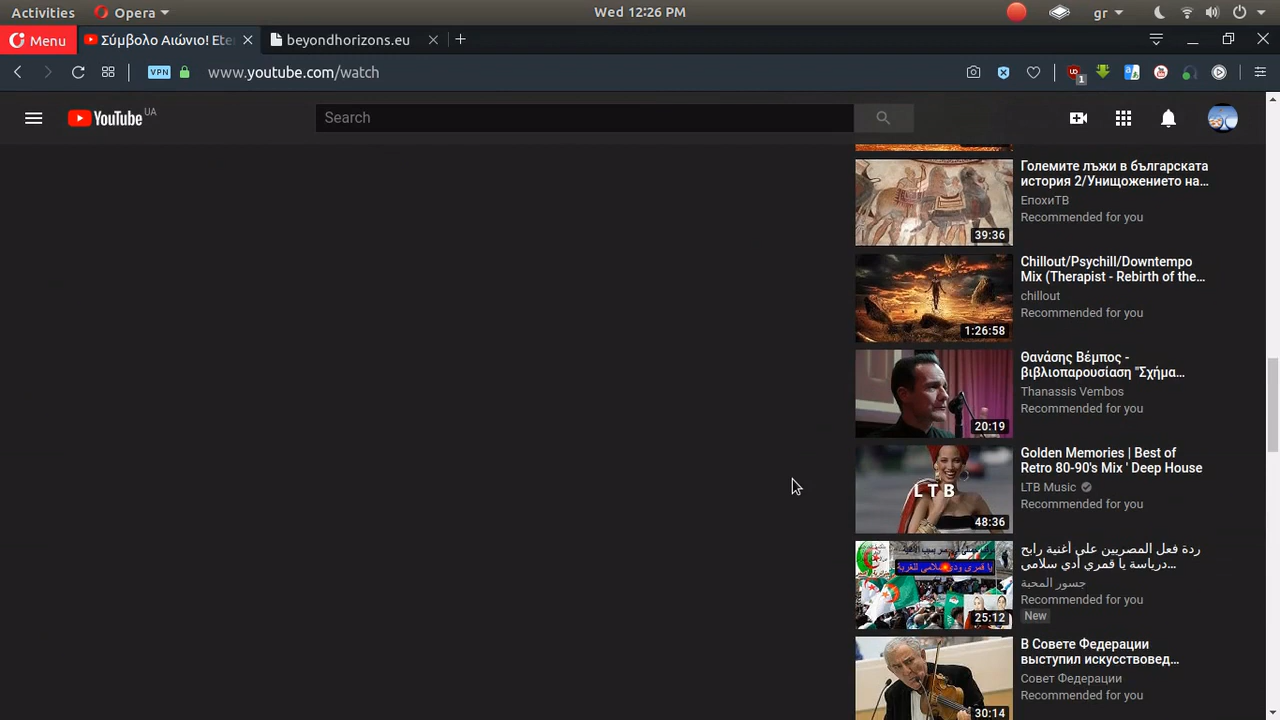 Activities
Opera
Wed 12:26 PM
gr
Menu
Σύμβολο Αιώνιο! Ete
beyondhorizons.eu
VPN
www.youtube.com/watch
1
YouTube UA
Search
39:36
Големите лъжи в българската
история 2/Унищожението на...
ЕпохиТВ
Recommended for you
1:26:58
Chillout/Psychill/Downtempo
Mix (Therapist - Rebirth of the...
chillout
Recommended for you
20:19
Θανάσης Βέμπος -
βιβλιοπαρουσίαση "Σχήμα...
Thanassis Vembos
Recommended for you
LTB
48:36
Golden Memories | Best of
Retro 80-90's Mix ' Deep House
LTB Music
Recommended for you
25:12
ردة فعل المصريين علي أغنية رابح
درياسة يا قمري أدي سلامي...
جسور المحبة
Recommended for you
New
30:14
В Совете Федерации
выступил искусствовед...
Совет Федерации
Recommended for you